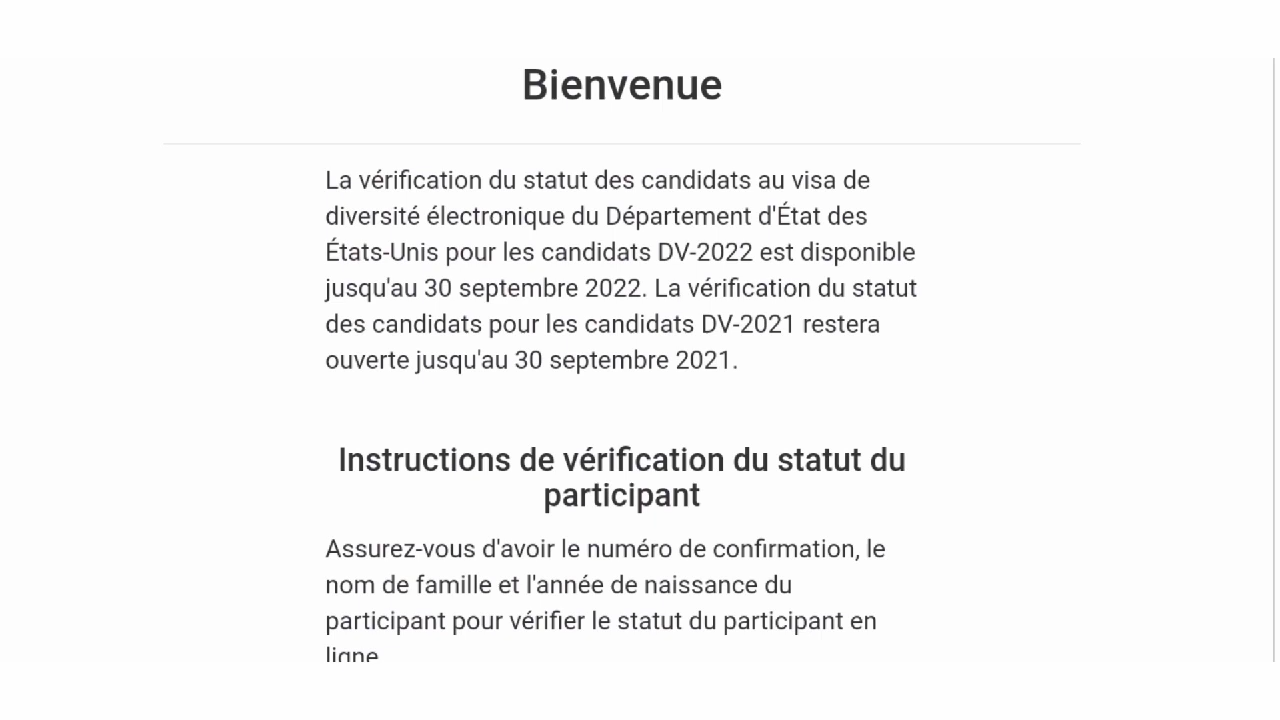 Bienvenue
La vérification du statut des candidats au visa de
diversité électronique du Département d'État des
États-Unis pour les candidats DV-2022 est disponible
jusqu'au 30 septembre 2022. La vérification du statut
des candidats pour les candidats DV-2021 restera
ouverte jusqu'au 30 septembre 2021.
Instructions de vérification du statut du
participant
Assurez-vous d'avoir le numéro de confirmation, le
nom de famille et l'année de naissance du
participant pour vérifier le statut du participant en
ligne